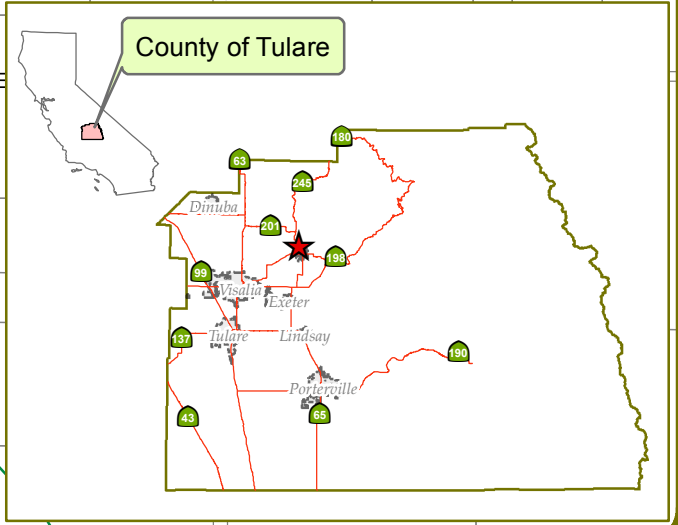 County of Tulare
180
63
245
Dinuba
201
198
99
Visalia
Exeter
137
Tulare
Lindsay
190
Porterville
43
65